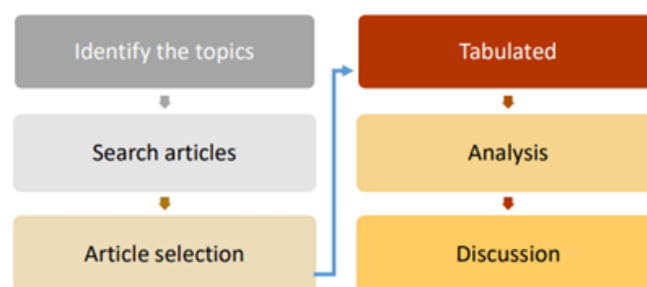 Identify the topics
Search articles
Article selection
Tabulated
Analysis
Discussion